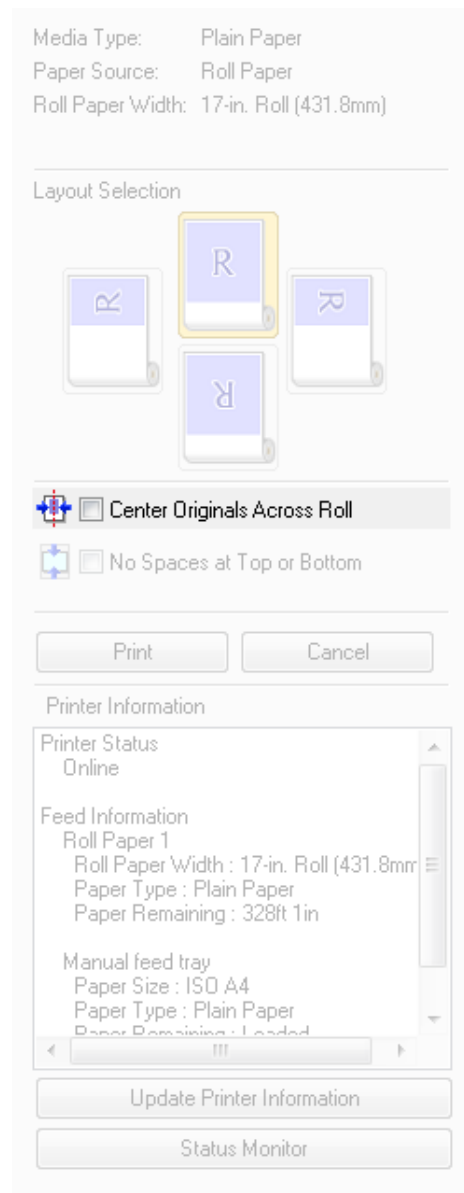 Media Type: Plain Paper
Paper Source: Roll Paper
Roll Paper Width: 17-in. Roll (431.8mm)
Layout Selection
R
R R
R
Center Originals Across Roll
No Spaces at Top or Bottom
Print Cancel
Printer Information
Printer Status
Online
Feed Information
Roll Paper 1
Roll Paper Width : 17-in. Roll (431.8mm
Paper Type : Plain Paper
Paper Remaining : 328ft 1in
Manual feed tray
Paper Size : ISO A4
Paper Type : Plain Paper
Paper Remaining : Loaded
Update Printer Information
Status Monitor